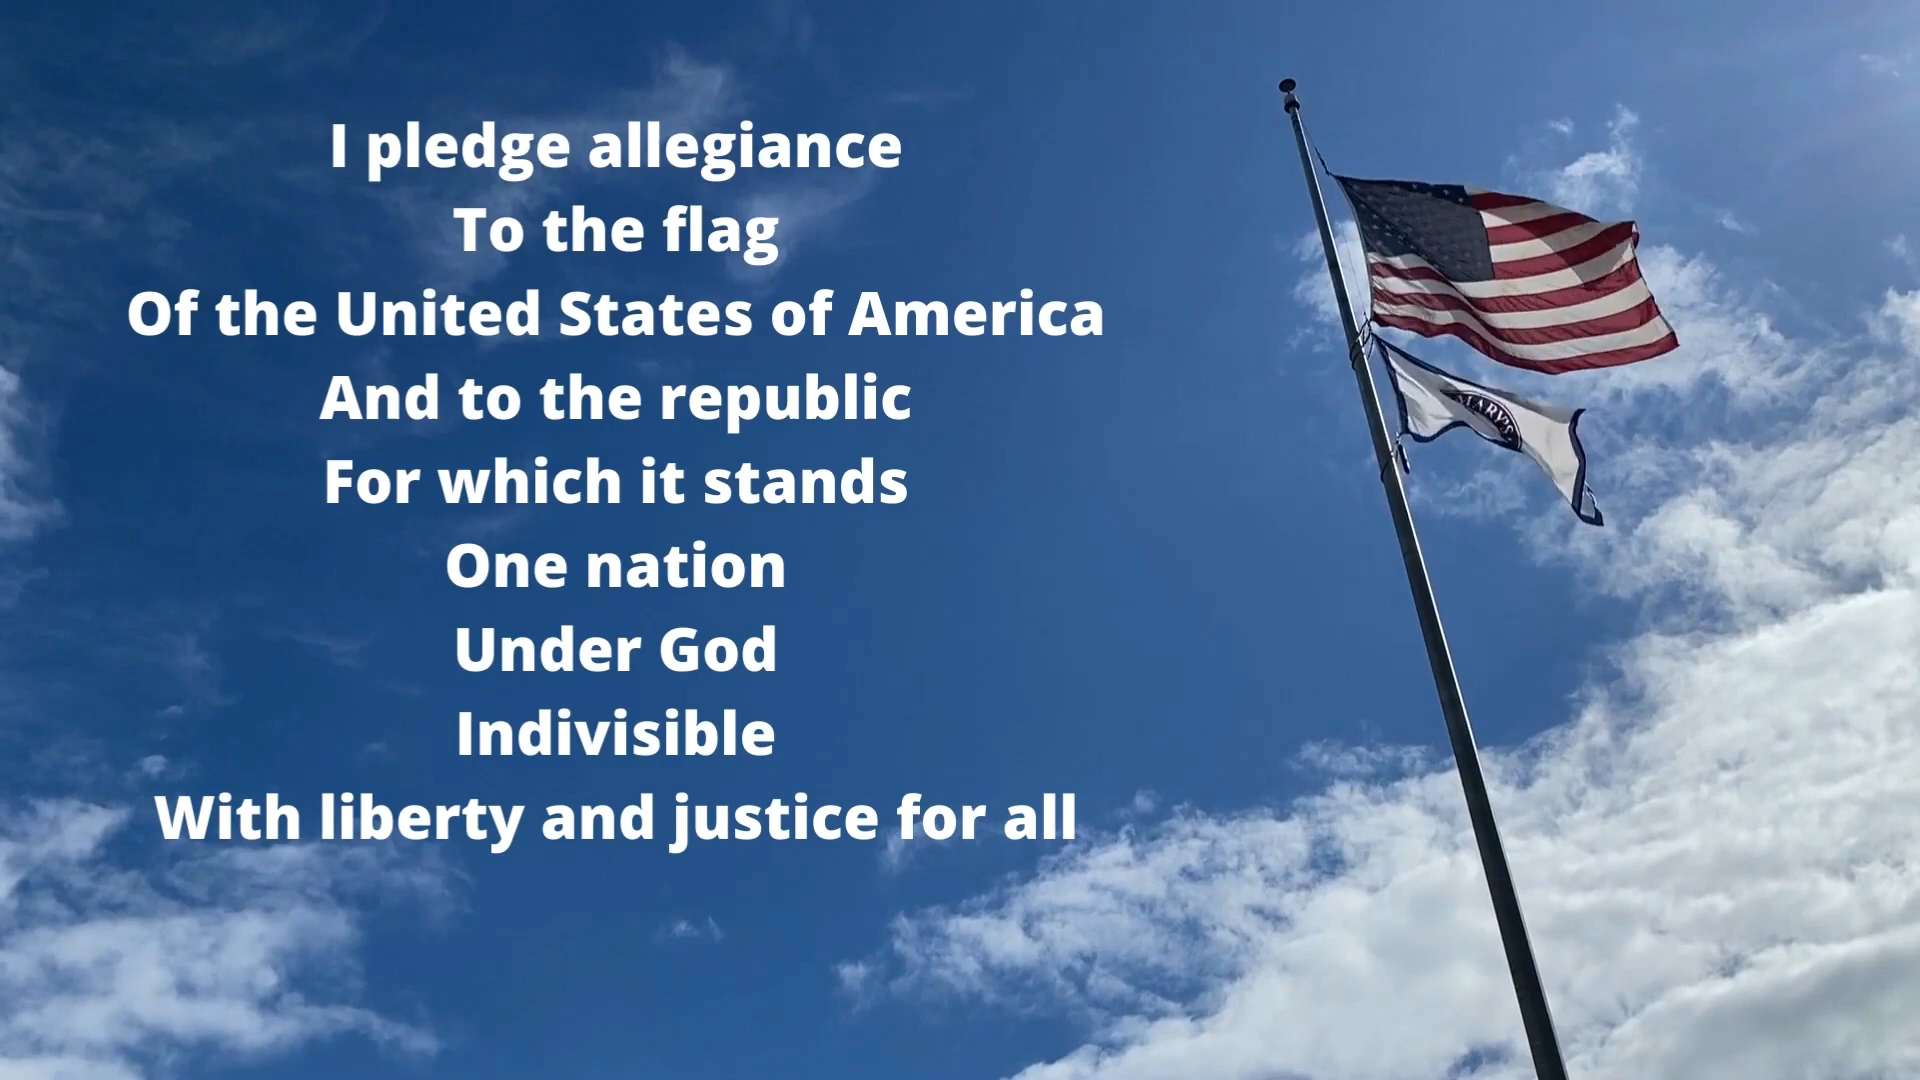 I pledge allegiance
To the flag
Of the United States of America
And to the republic
For which it stands
One nation
Under God
Indivisible
With liberty and justice for all
MARY'S